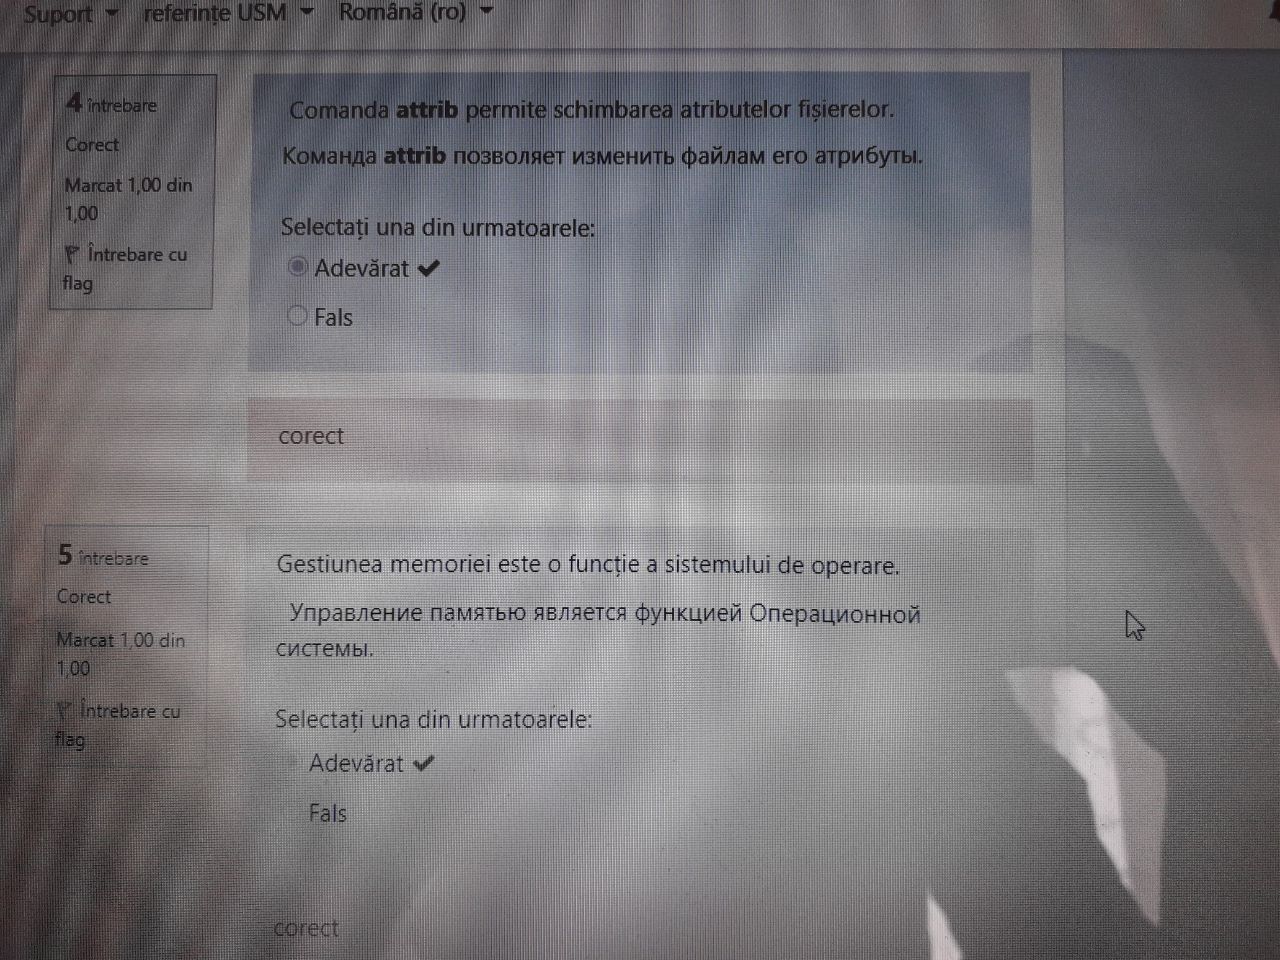 Suport referințe USM Română (ro)
4 întrebare
Corect
Marcat 1,00 din
1,00
Întrebare cu
flag
Comanda attrib permite schimbarea atributelor fișierelor.
Команда attrib позволяет изменить файлам его атрибуты.
Selectați una din urmatoarele:
Adevărat
Fals
corect
5 întrebare
Corect
Marcat 1,00 din
1,00
Întrebare cu
flag
Gestiunea memoriei este o funcție a sistemului de operare.
Управление памятью является функцией Операционной
системы.
Selectați una din urmatoarele:
Adevărat
Fals
corect